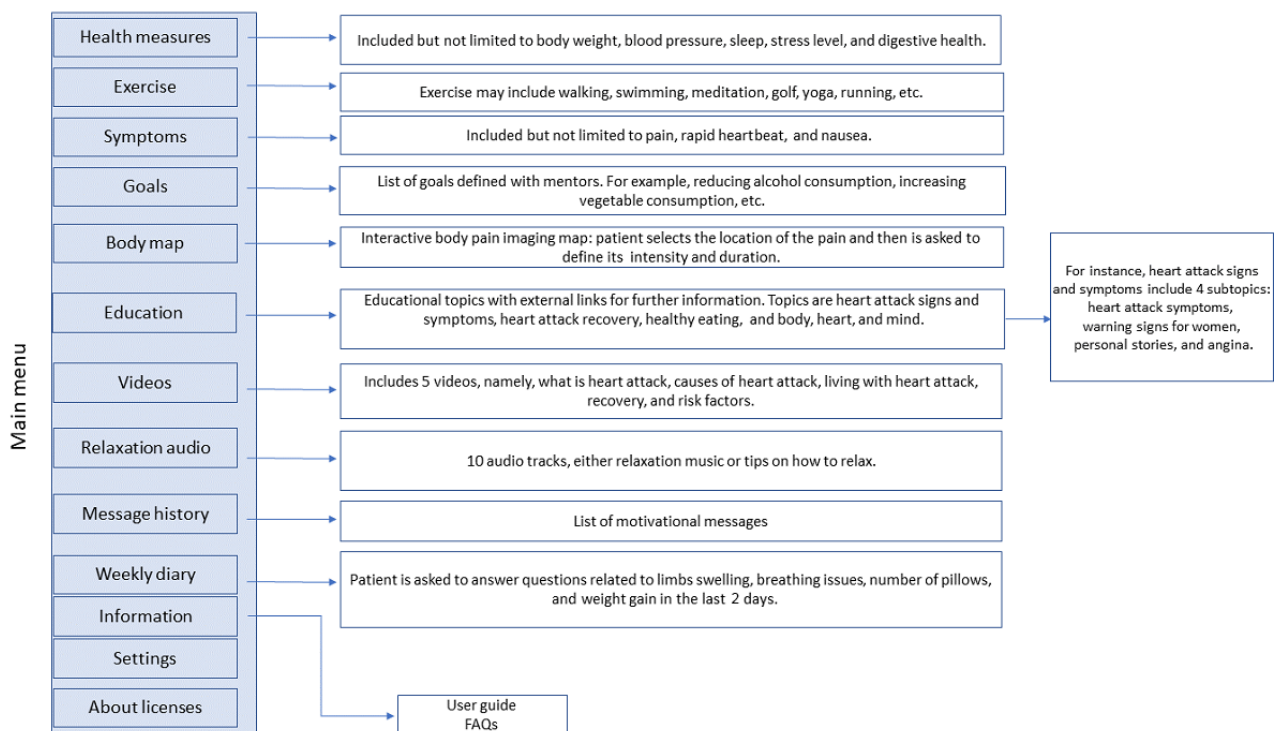 Main menu
Health measures
Included but not limited to body weight, blood pressure, sleep, stress level, and digestive health.
Exercise
Exercise may include walking, swimming, meditation, golf, yoga, running, etc.
Symptoms
Included but not limited to pain, rapid heartbeat, and nausea.
Goals
List of goals defined with mentors. For example, reducing alcohol consumption, increasing
vegetable consumption, etc.
Body map
Interactive body pain imaging map: patient selects the location of the pain and then is asked to
define its intensity and duration.
Education
Educational topics with external links for further information. Topics are heart attack signs and
symptoms, heart attack recovery, healthy eating, and body, heart, and mind.
For instance, heart attack signs
and symptoms include 4 subtopics:
heart attack symptoms,
warning signs for women,
personal stories, and angina.
Videos
Includes 5 videos, namely, what is heart attack, causes of heart attack, living with heart attack,
recovery, and risk factors.
Relaxation audio
10 audio tracks, either relaxation music or tips on how to relax.
Message history
List of motivational messages
Weekly diary
Patient is asked to answer questions related to limbs swelling, breathing issues, number of pillows,
and weight gain in the last 2 days.
Information
User guide
FAQs
Settings
About licenses